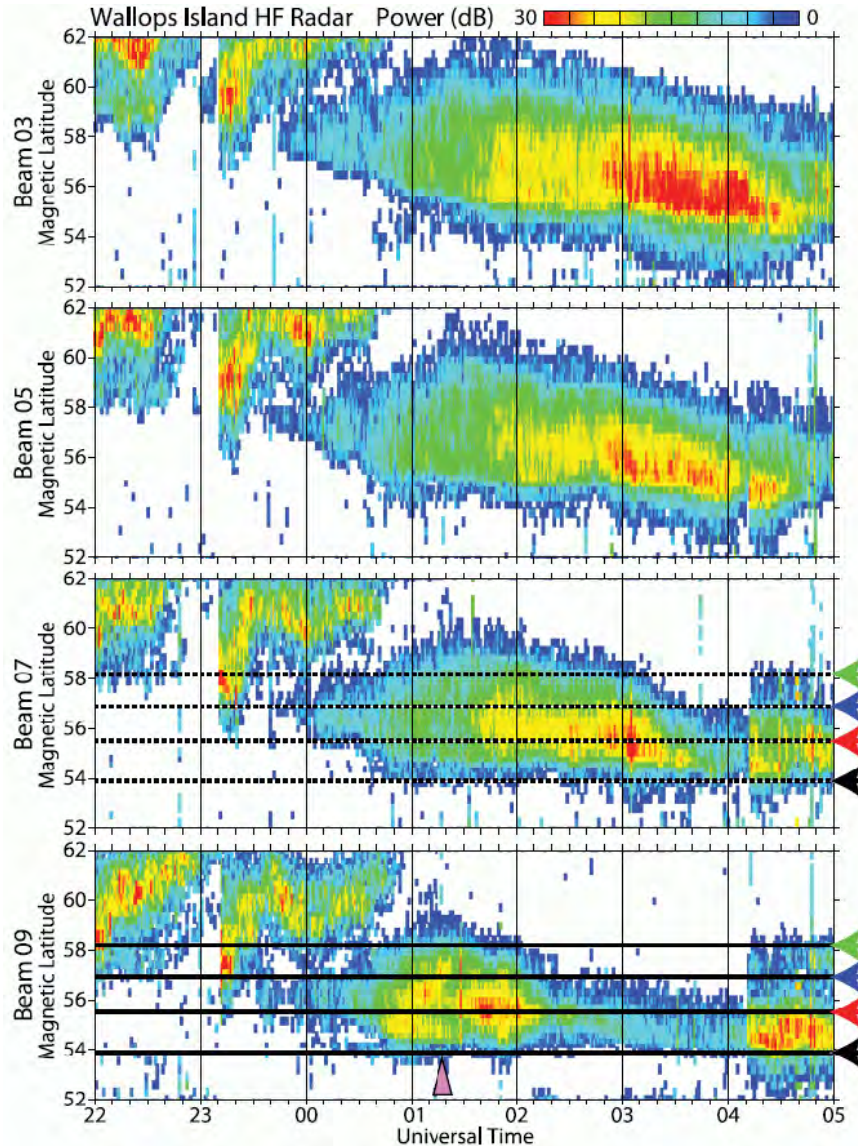 Wallops Island HF Radar Power (dB) 30 0
62
60
58
56
54
52
Beam 03
Magnetic Latitude
62
60
58
56
54
52
Beam 05
Magnetic Latitude
62
60
58
56
54
52
Beam 07
Magnetic Latitude
62
60
58
56
54
52
Beam 09
Magnetic Latitude
22 23 00 01 02 03 04 05
Universal Time